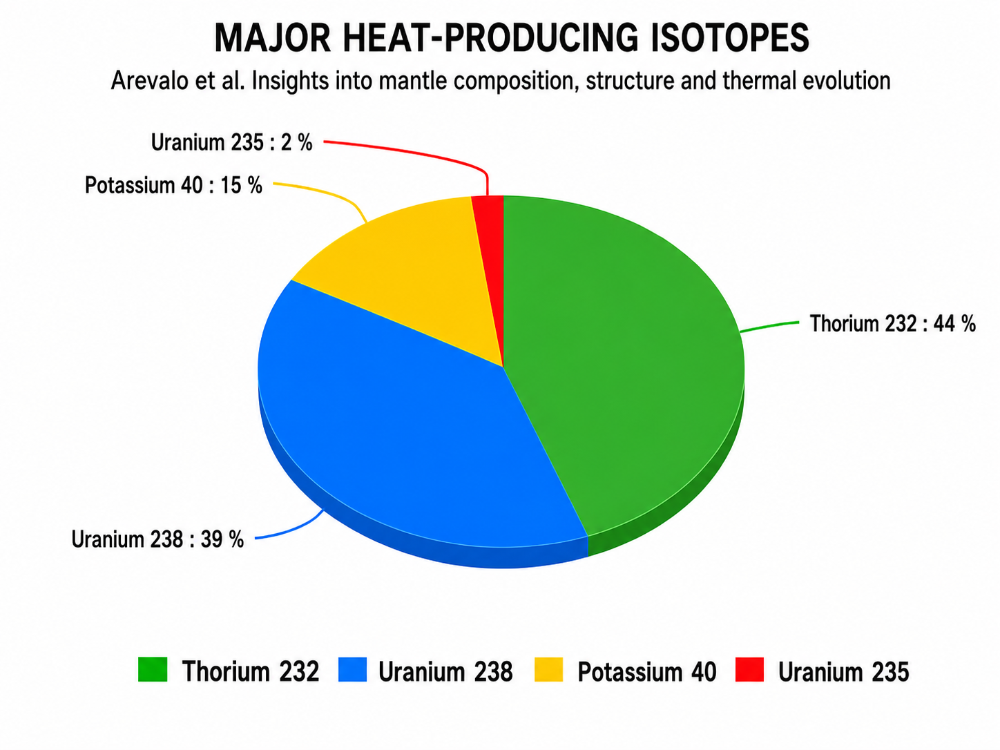 MAJOR HEAT-PRODUCING ISOTOPES
Arevalo et al. Insights into mantle composition, structure and thermal evolution
Uranium 235 : 2 %
Potassium 40 : 15 %
Thorium 232 : 44 %
Uranium 238 : 39 %
Thorium 232 Uranium 238 Potassium 40 Uranium 235